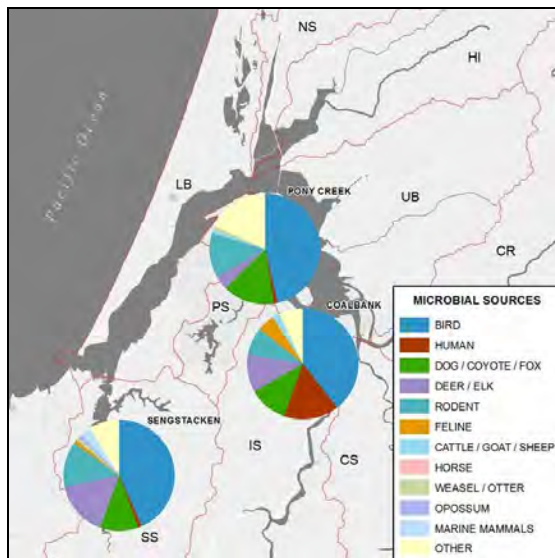 NS
HI
Pacific Ocean
LB
PONY CREEK
UB
CR
PS
COALBANK
SENGSTACKEN
IS
CS
SS
MICROBIAL SOURCES
BIRD
HUMAN
DOG / COYOTE / FOX
DEER / ELK
RODENT
FELINE
CATTLE / GOAT / SHEEP
HORSE
WEASEL / OTTER
OPOSSUM
MARINE MAMMALS
OTHER